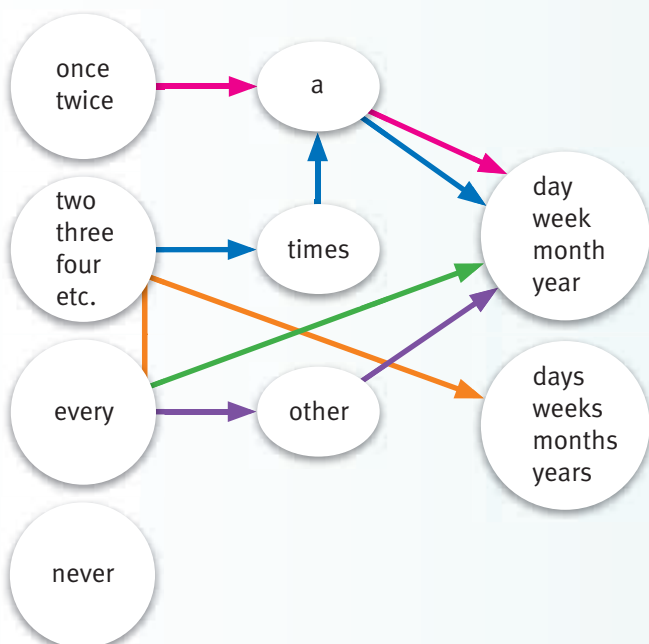 once
twice
a
two
three
four
etc.
times
day
week
month
year
every
other
days
weeks
months
years
never